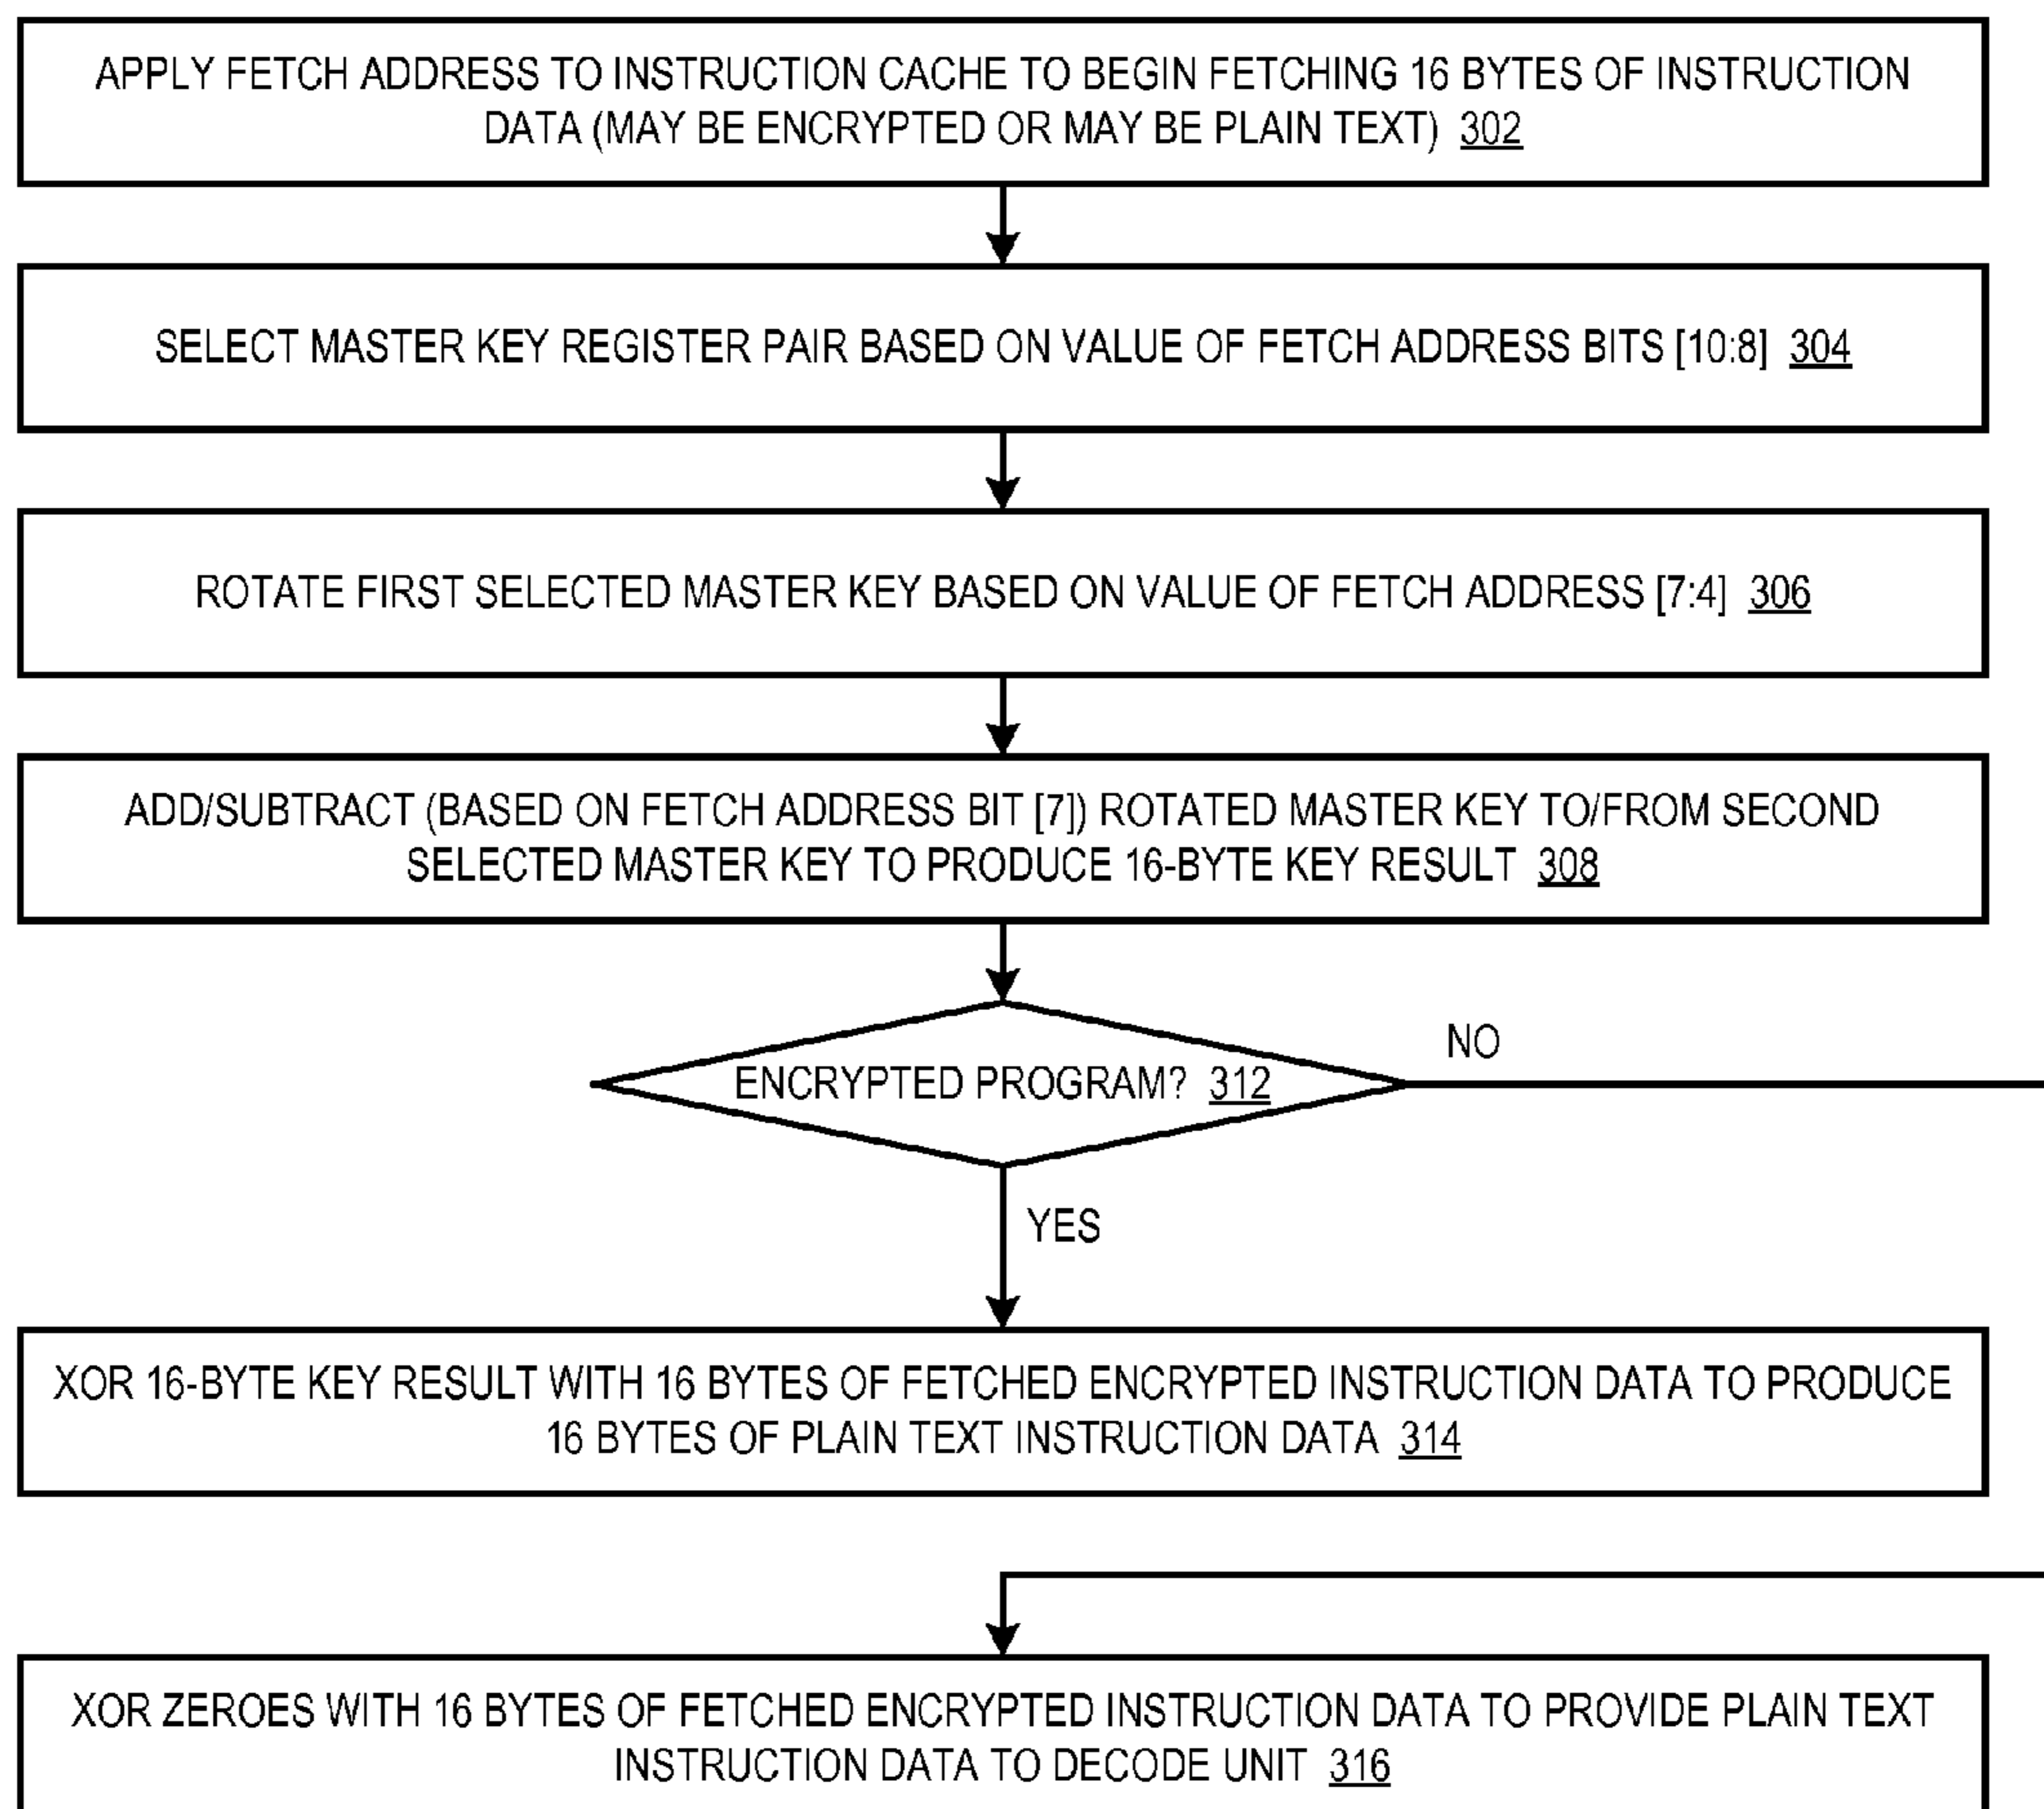 APPLY FETCH ADDRESS TO INSTRUCTION CACHE TO BEGIN FETCHING 16 BYTES OF INSTRUCTION
DATA (MAY BE ENCRYPTED OR MAY BE PLAIN TEXT) 302
SELECT MASTER KEY REGISTER PAIR BASED ON VALUE OF FETCH ADDRESS BITS [10:8] 304
ROTATE FIRST SELECTED MASTER KEY BASED ON VALUE OF FETCH ADDRESS [7:4] 306
ADD/SUBTRACT (BASED ON FETCH ADDRESS BIT [7]) ROTATED MASTER KEY TO/FROM SECOND
SELECTED MASTER KEY TO PRODUCE 16-BYTE KEY RESULT 308
NO
ENCRYPTED PROGRAM? 312
YES
XOR 16-BYTE KEY RESULT WITH 16 BYTES OF FETCHED ENCRYPTED INSTRUCTION DATA TO PRODUCE
16 BYTES OF PLAIN TEXT INSTRUCTION DATA 314
XOR ZEROES WITH 16 BYTES OF FETCHED ENCRYPTED INSTRUCTION DATA TO PROVIDE PLAIN TEXT
INSTRUCTION DATA TO DECODE UNIT 316